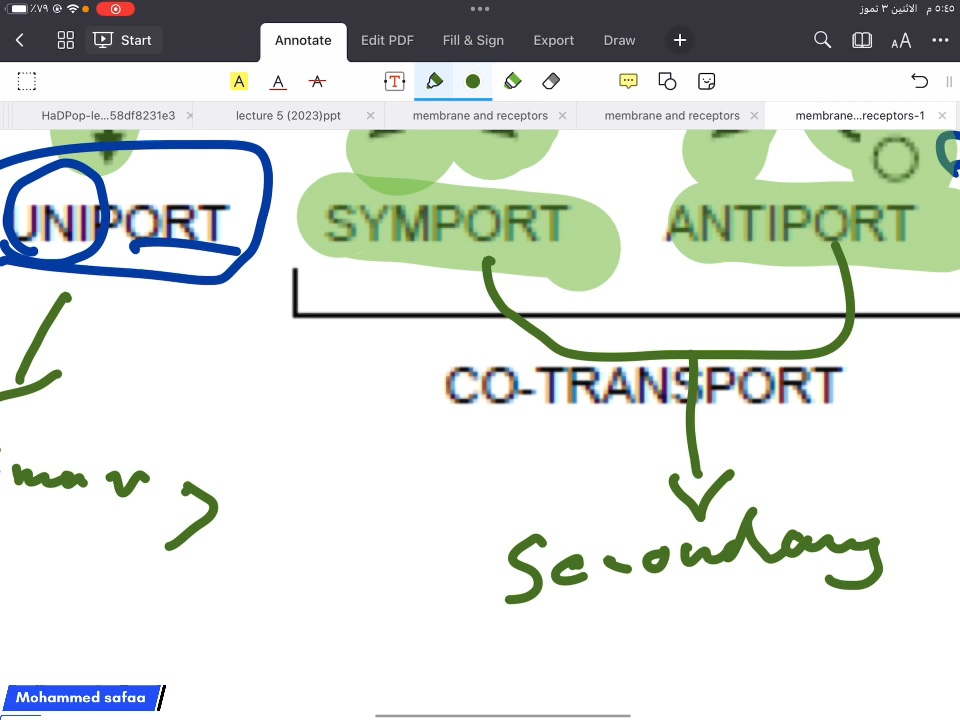 ٪٧٩ ٥:٤٥ م الاثنين ٣ تموز
Start Annotate Edit PDF Fill & Sign Export Draw
A A A T AA
HaDPop-le...58df8231e3 lecture 5 (2023)ppt membrane and receptors membrane and receptors membrane...receptors-1
UNIPORT SYMPORT ANTIPORT
CO-TRANSPORT
Secondary
Mohammed safaa